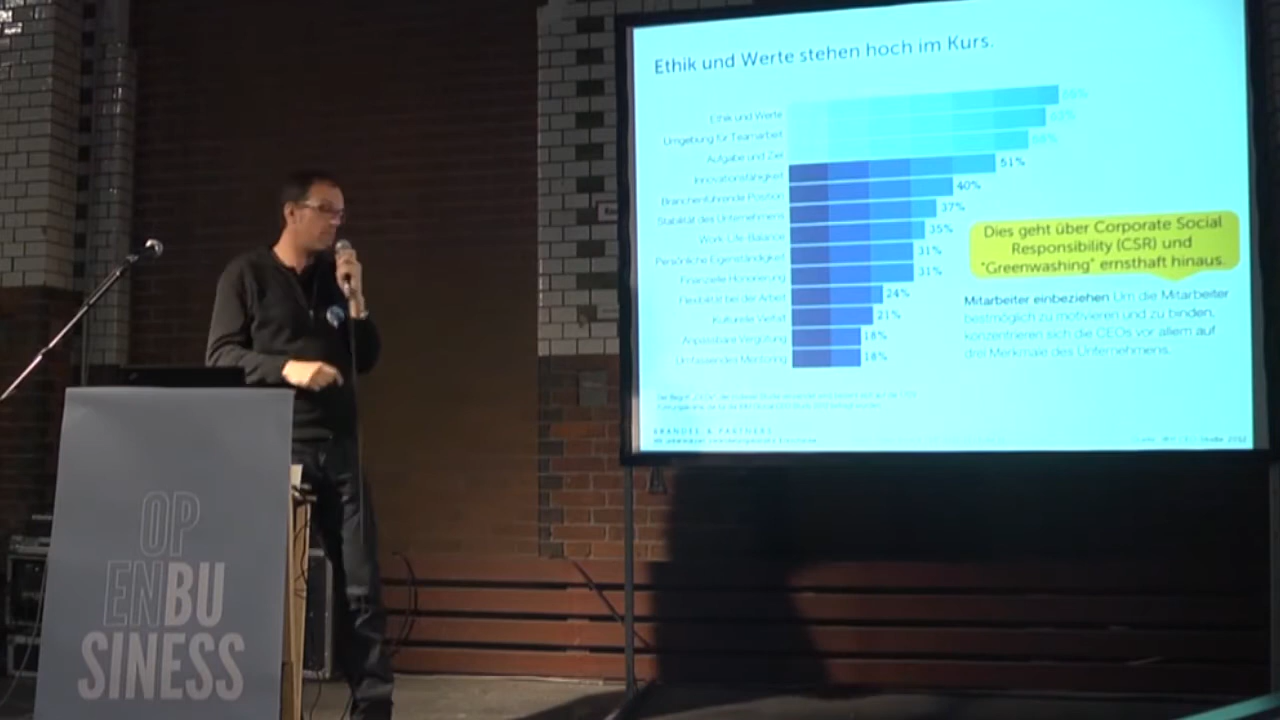 Ethik und Werte stehen hoch im Kurs.
Ethik und Werte
Umgebung für Teamarbeit
Aufgabe und Ziel
Innovationsfähigkeit 51%
Branchenführende Position 40%
Stabilität des Unternehmens 37%
Work-Life-Balance 35%
Persönliche Eigenständigkeit 31%
Finanzielle Honorierung 31%
Flexibilität bei der Arbeit 24%
Kulturelle Vielfalt 21%
Anpassbare Vergütung 18%
Umfassendes Mentoring 18%
Dies geht über Corporate Social
Responsibility (CSR) und
"Greenwashing" ernsthaft hinaus.
Mitarbeiter einbeziehen Um die Mitarbeiter
bestmöglich zu motivieren und zu binden,
konzentrieren sich die CEOs vor allem auf
drei Merkmale des Unternehmens.
OP
ENBU
SINESS